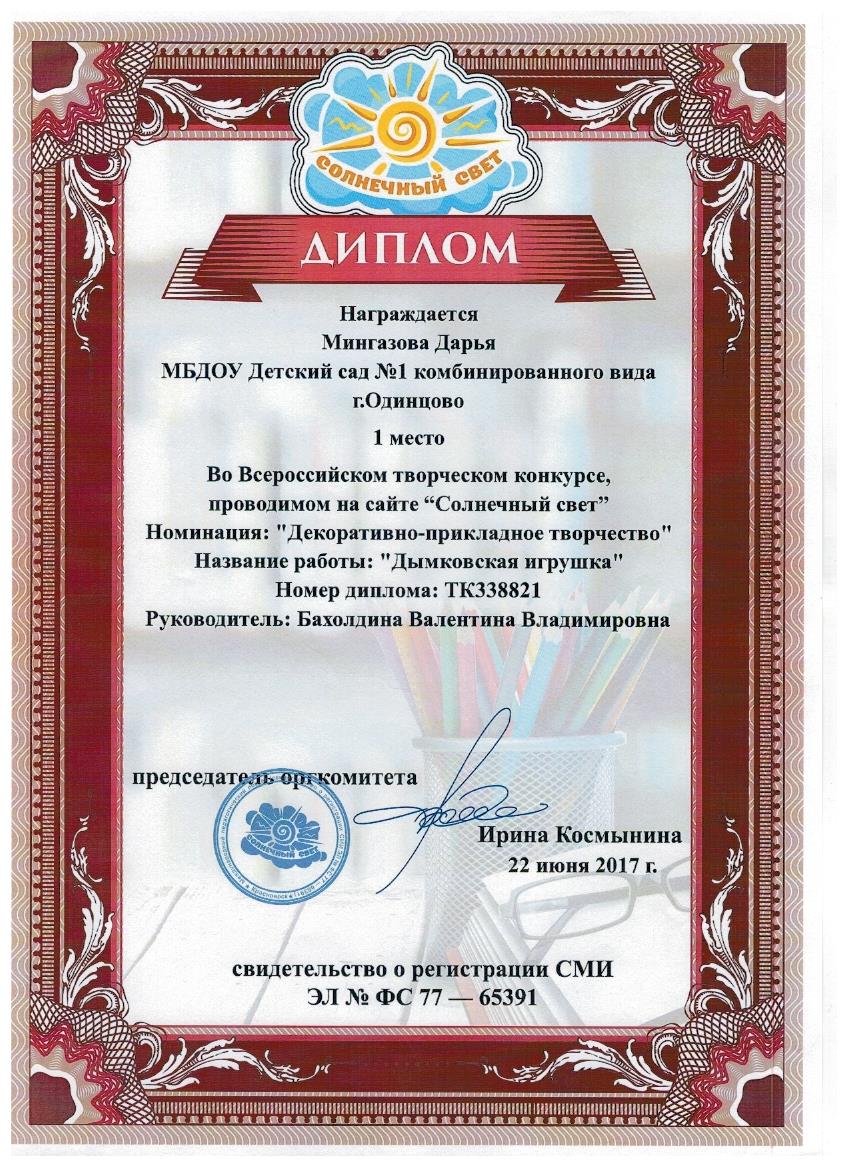 СОЛНЕЧНЫЙ СВЕТ
ДИПЛОМ
Награждается
Мингазова Дарья
МБДОУ Детский сад №1 комбинированного вида
г.Одинцово
1 место
Во Всероссийском творческом конкурсе,
проводимом на сайте “Солнечный свет”
Номинация: "Декоративно-прикладное творчество"
Название работы: "Дымковская игрушка"
Номер диплома: ТК338821
Руководитель: Бахолдина Валентина Владимировна
председатель оргкомитета
СОЛНЕЧНЫЙ СВЕТ
Ирина Космынина
22 июня 2017 г.
свидетельство о регистрации СМИ
ЭЛ № ФС 77 — 65391